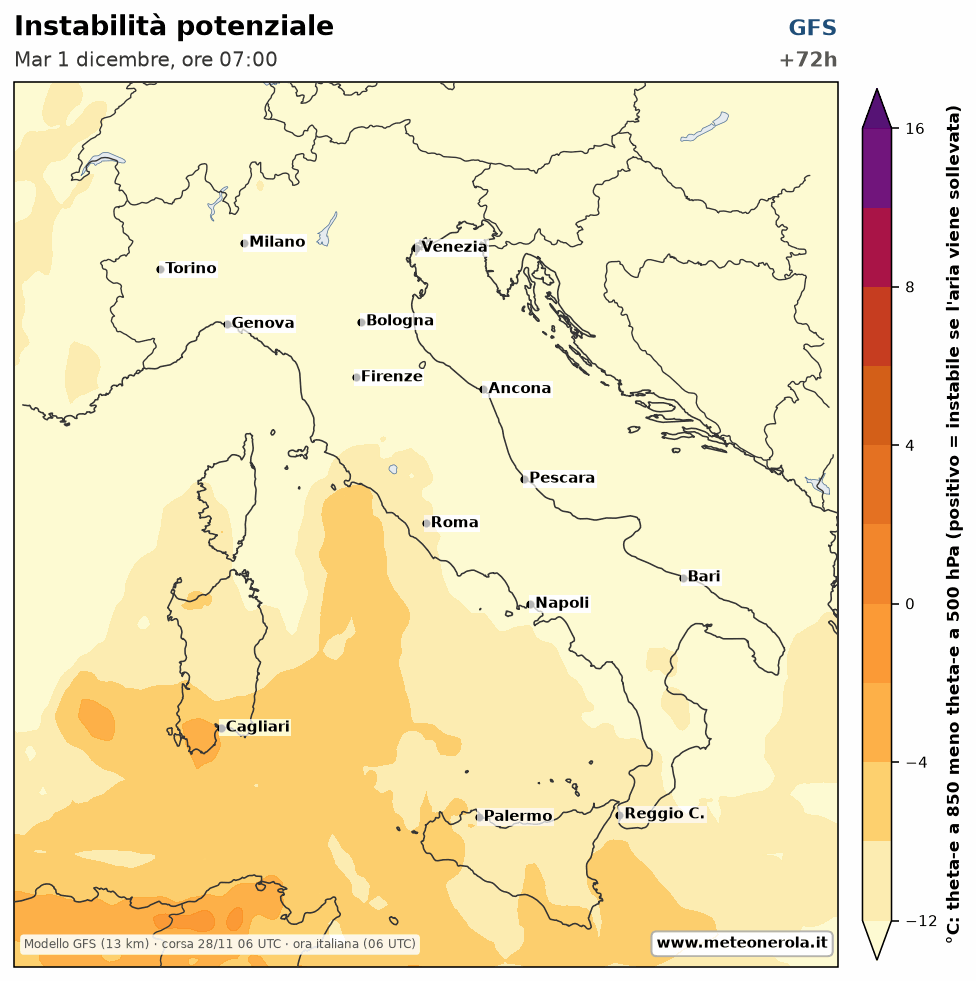 Instabilità potenziale
GFS
Mar 1 dicembre, ore 07:00
+72h
Milano
Venezia
Torino
Genova
Bologna
Firenze
Ancona
Pescara
Roma
Bari
Napoli
Cagliari
Palermo
Reggio C.
16
8
4
0
−4
−12
°C: theta-e a 850 meno theta-e a 500 hPa (positivo = instabile se l'aria viene sollevata)
Modello GFS (13 km) · corsa 28/11 06 UTC · ora italiana (06 UTC)
www.meteonerola.it